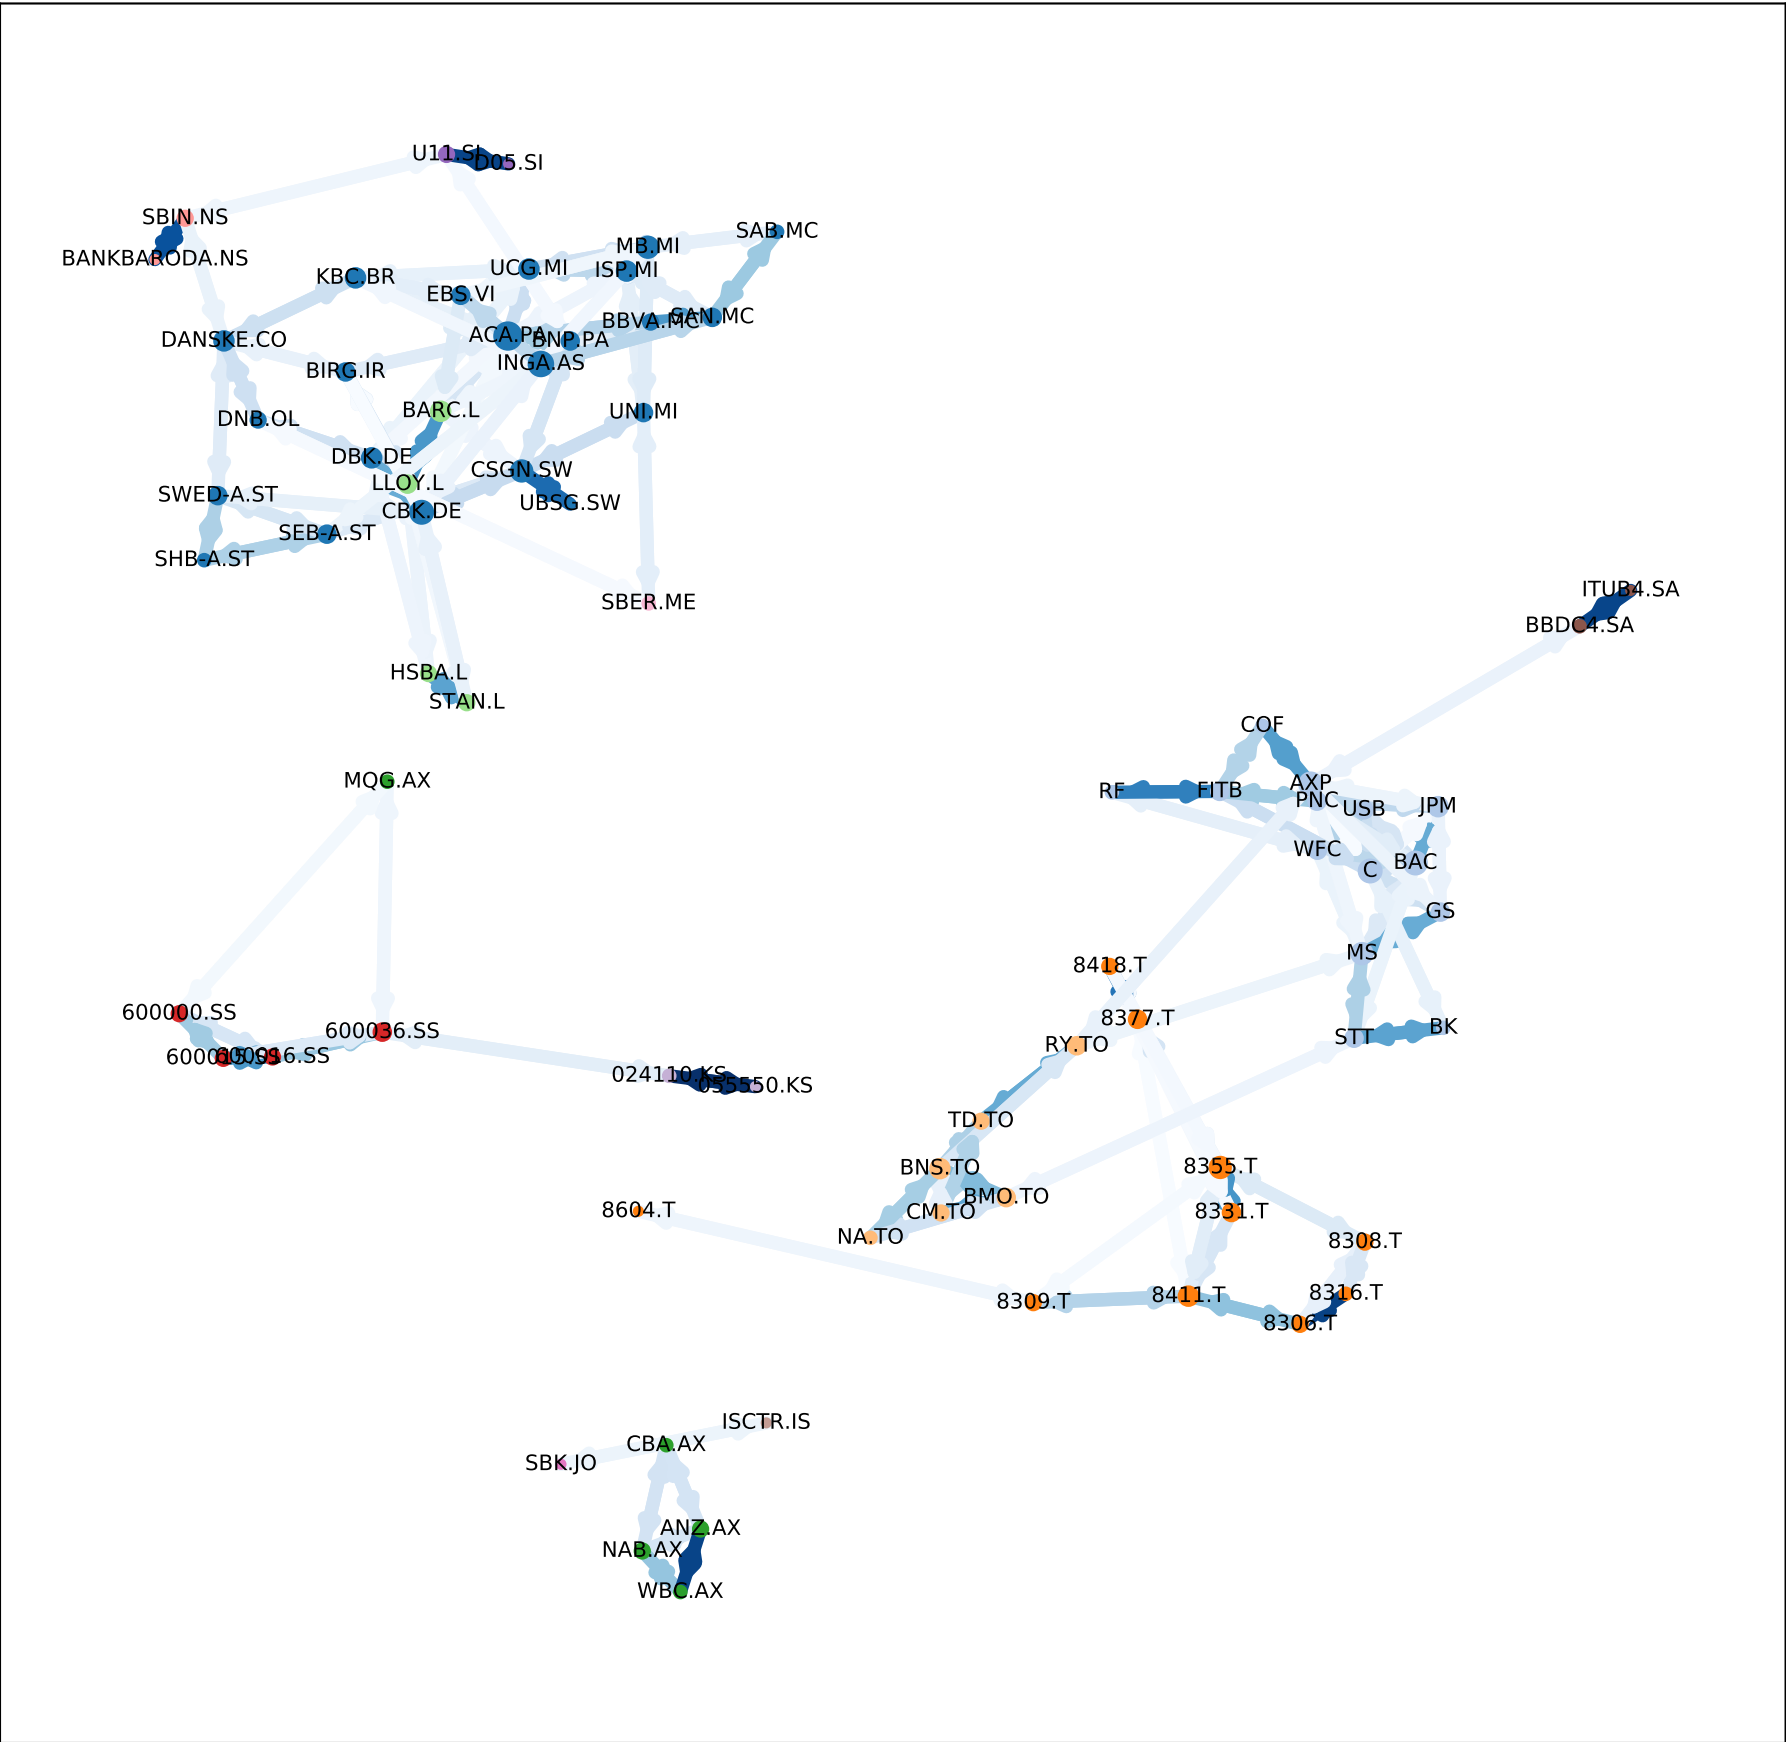 U11.SI
D05.SI
SBIN.NS
SAB.MC
MB.MI
BANKBARODA.NS
UCG.MI
ISP.MI
KBC.BR
EBS.VI
BBVA.MC
SAN.MC
ACA.PA
BNP.PA
DANSKE.CO
INGA.AS
BIRG.IR
BARC.L
UNI.MI
DNB.OL
DBK.DE
CSGN.SW
LLOY.L
SWED-A.ST
UBSG.SW
CBK.DE
SEB-A.ST
SHB-A.ST
ITUB4.SA
SBER.ME
BBDC4.SA
HSBA.L
STAN.L
COF
MQG.AX
AXP
RF
FITB
PNC
USB
JPM
WFC
BAC
C
GS
MS
8418.T
600000.SS
8377.T
BK
600036.SS
STT
RY.TO
600015.SS
600016.SS
024110.KS
055550.KS
TD.TO
BNS.TO
8355.T
BMO.TO
8604.T
CM.TO
8331.T
NA.TO
8308.T
8316.T
8309.T
8411.T
8306.T
ISCTR.IS
CBA.AX
SBK.JO
ANZ.AX
NAB.AX
WBC.AX